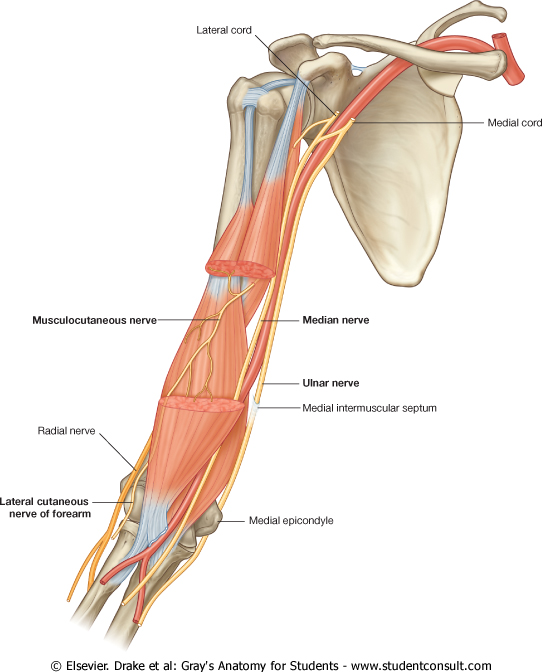 Lateral cord
Medial cord
Musculocutaneous nerve
Median nerve
Ulnar nerve
Medial intermuscular septum
Radial nerve
Lateral cutaneous
nerve of forearm
Medial epicondyle
© Elsevier. Drake et al: Gray's Anatomy for Students - www.studentconsult.com